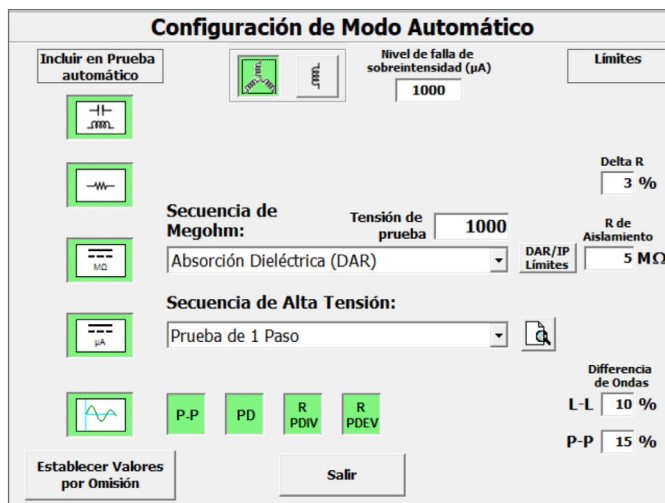 Configuración de Modo Automático
Incluir en Prueba
automático
Nivel de falla de
sobreintensidad (µA)
1000
Límites
Delta R
3 %
Secuencia de
Megohm:
Tensión de
prueba
1000
R de
Aislamiento
MΩ
Absorción Dieléctrica (DAR)
DAR/IP
Límites
5 MΩ
Secuencia de Alta Tensión:
µA
Prueba de 1 Paso
Differencia
de Ondas
L-L 10 %
P-P
PD
R
PDIV
R
PDEV
P-P 15 %
Establecer Valores
por Omisión
Salir